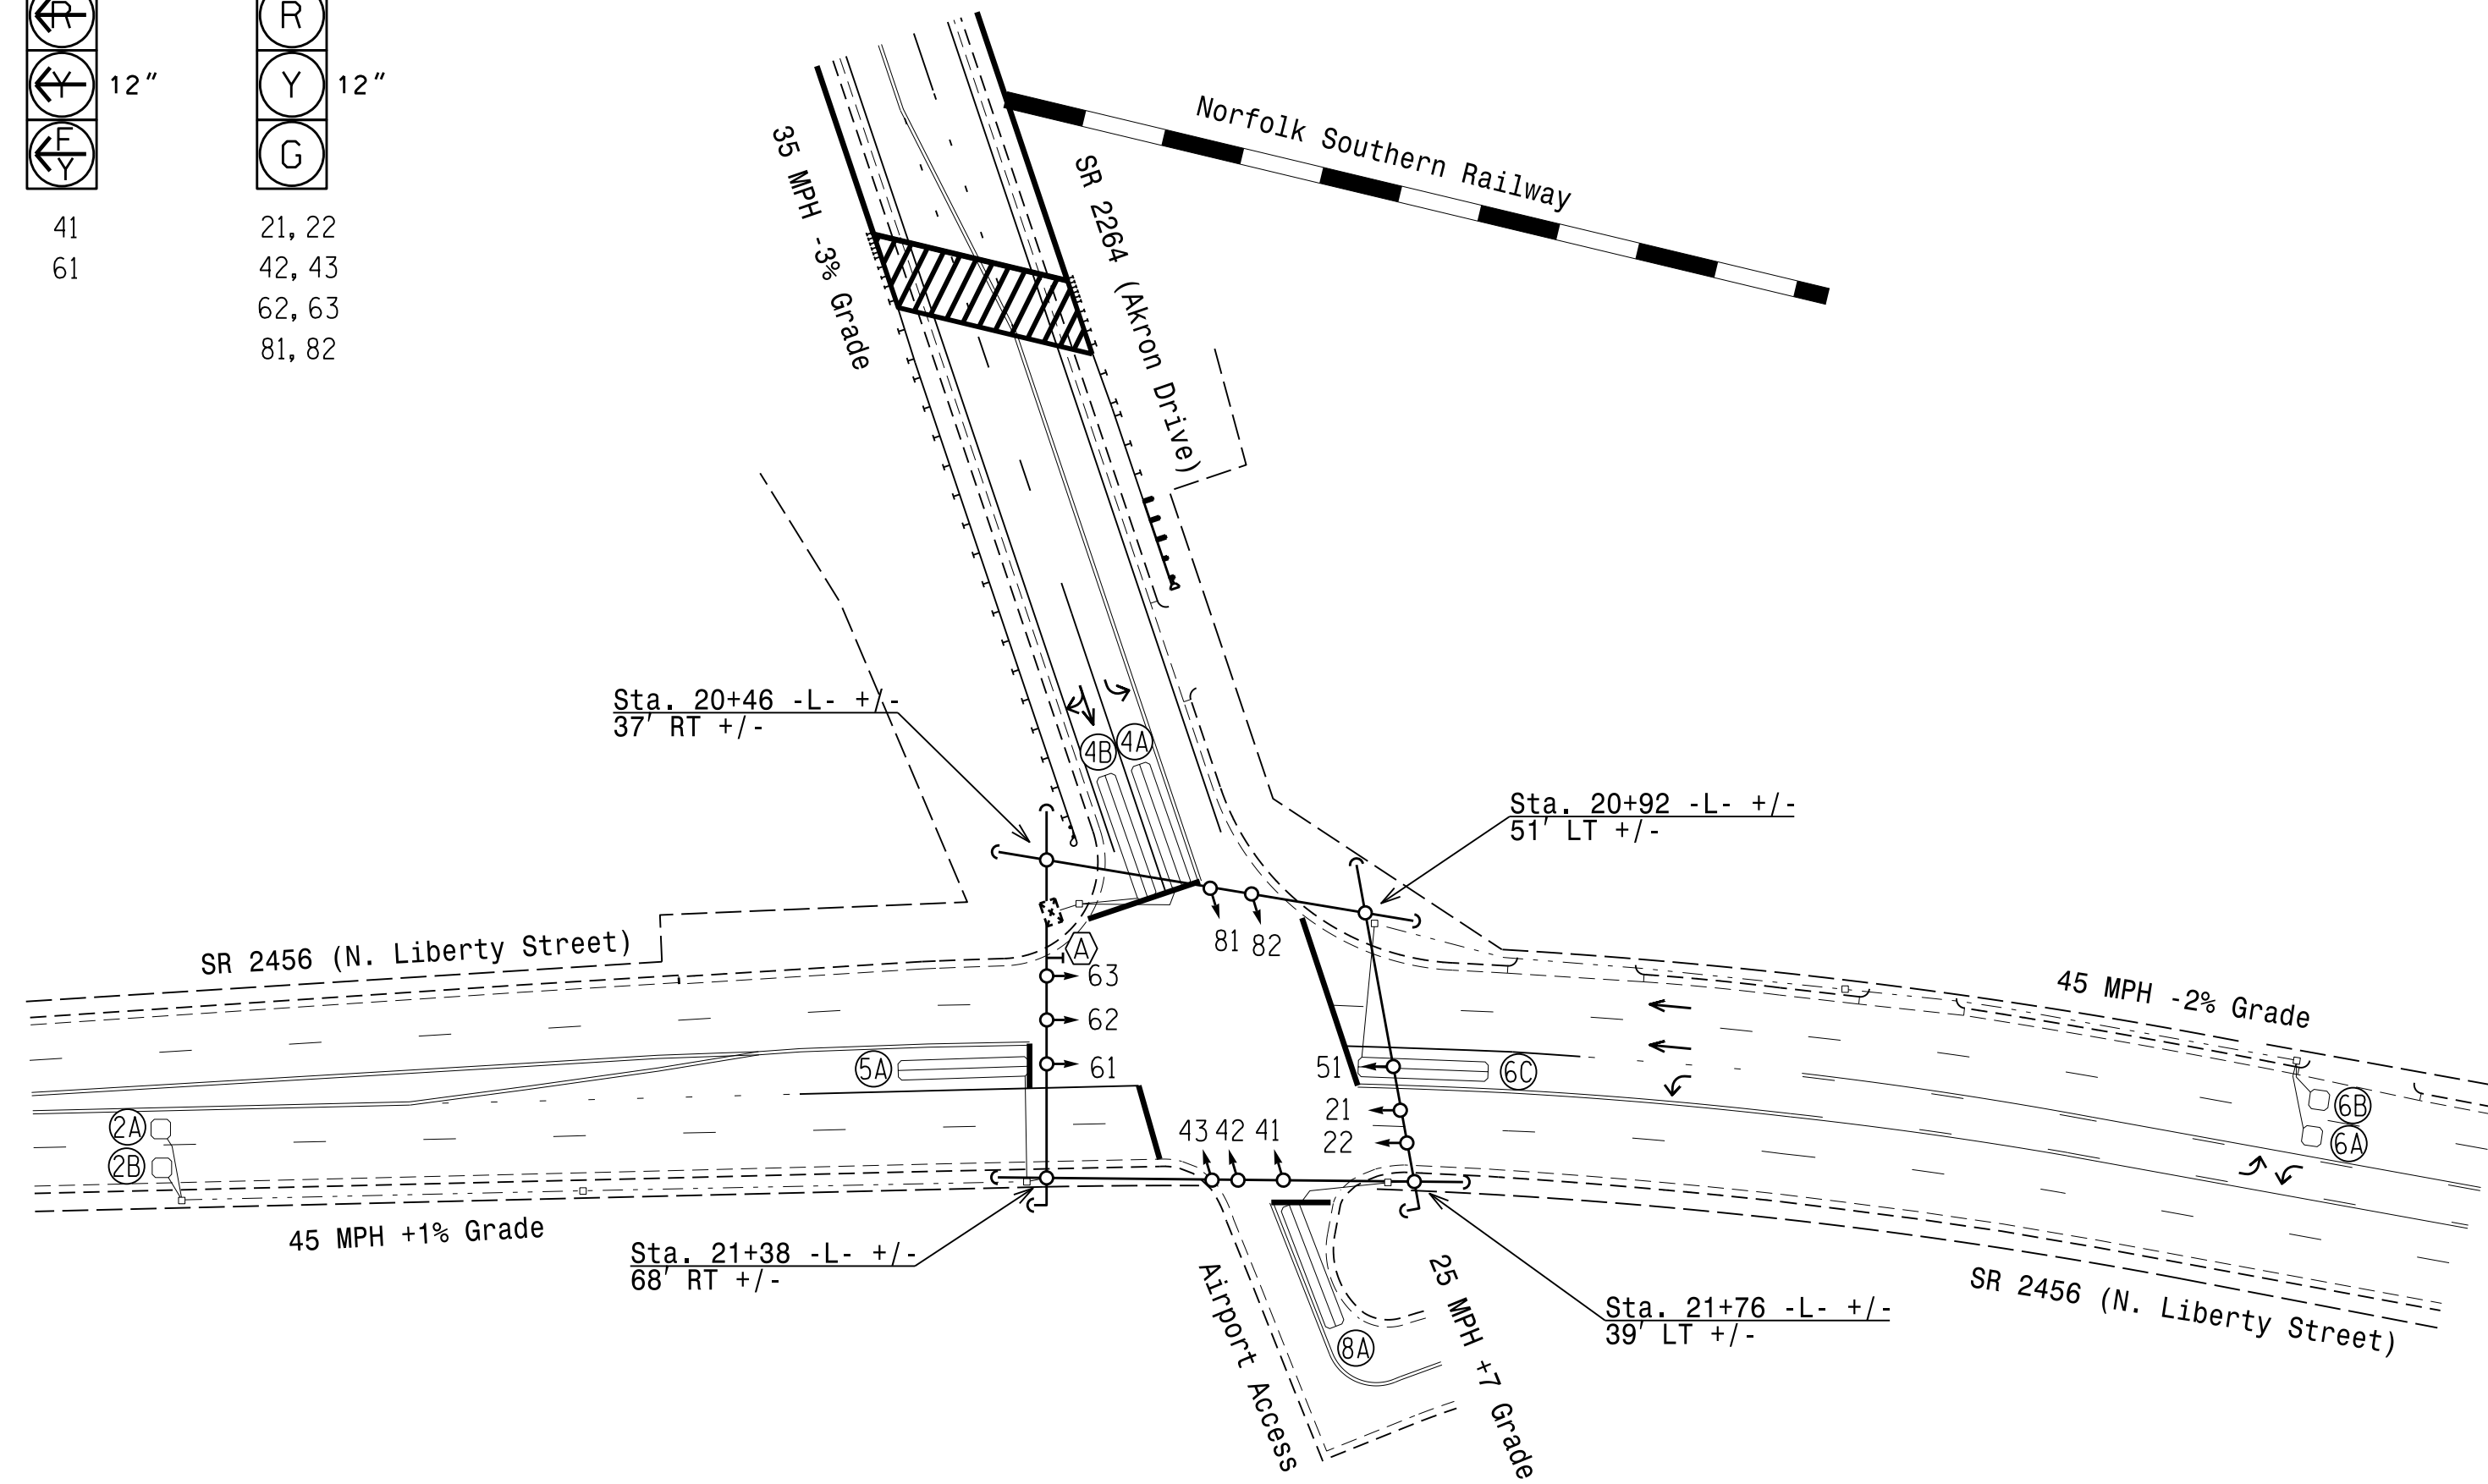 R
R
Y
12"
Y
12"
F
Y
G
41
21, 22
61
42, 43
62, 63
81, 82
Norfolk Southern Railway
35 MPH -3% Grade
SR 2264 (Akron Drive)
Sta. 20+46 -L- +/-
37' RT +/-
4B
4A
Sta. 20+92 -L- +/-
51' LT +/-
SR 2456 (N. Liberty Street)
A
81
82
63
62
61
45 MPH -2% Grade
5A
51
6C
2A
2B
21
22
43
42
41
6B
6A
45 MPH +1% Grade
Sta. 21+38 -L- +/-
68' RT +/-
Airport Access
8A
25 MPH +7 Grade
Sta. 21+76 -L- +/-
39' LT +/-
SR 2456 (N. Liberty Street)